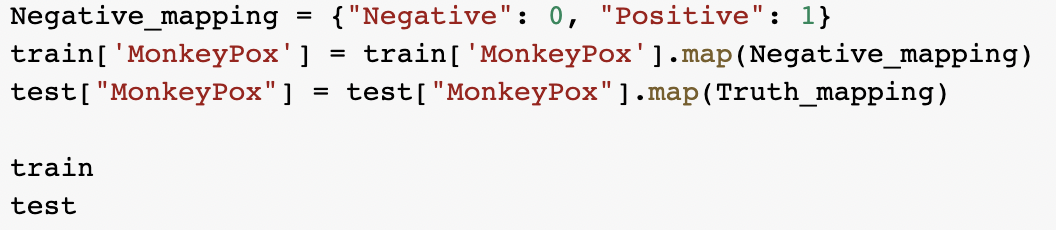 Negative_mapping = {"Negative": 0, "Positive": 1}
train['MonkeyPox'] = train['MonkeyPox'].map(Negative_mapping)
test["MonkeyPox"] = test["MonkeyPox"].map(Truth_mapping)
train
test